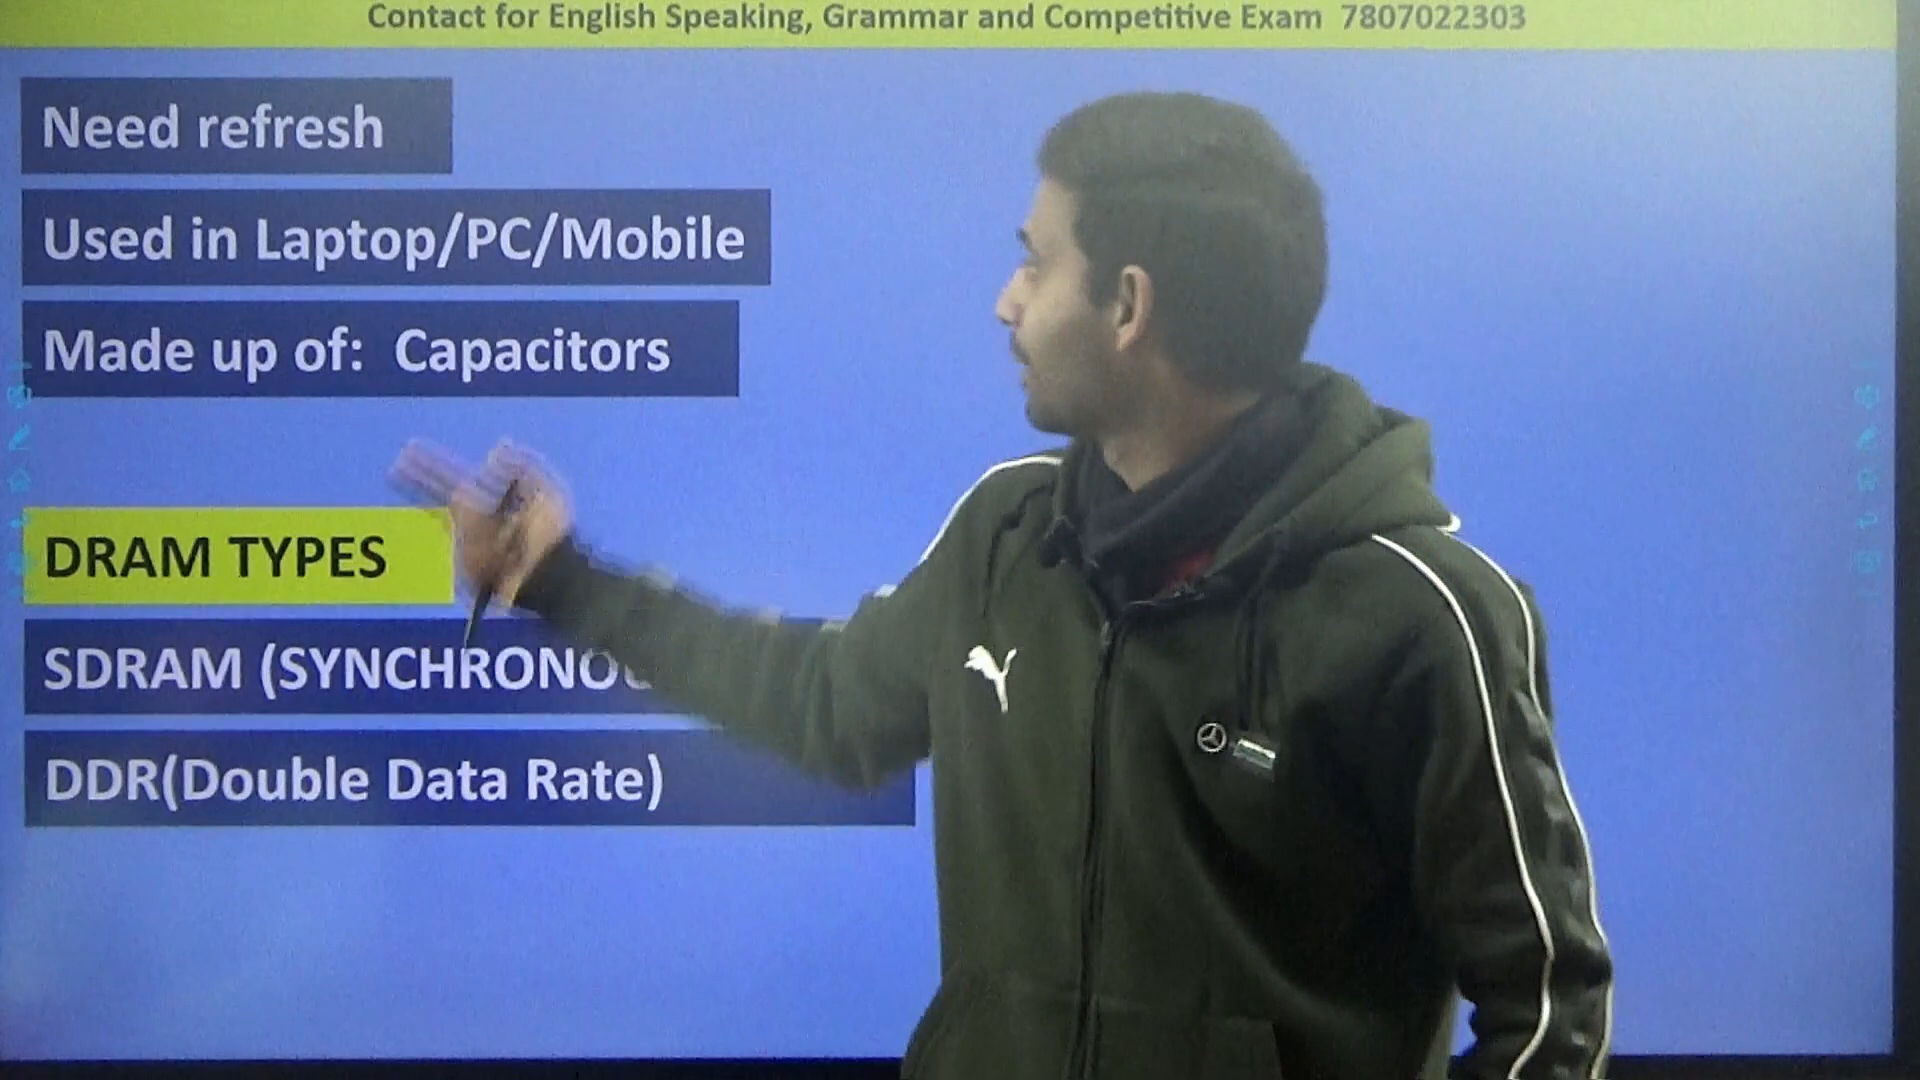 Contact for English Speaking, Grammar and Competitive Exam 7807022303
Need refresh
Used in Laptop/PC/Mobile
Made up of: Capacitors
DRAM TYPES
SDRAM
DDR(Double Data Rate)